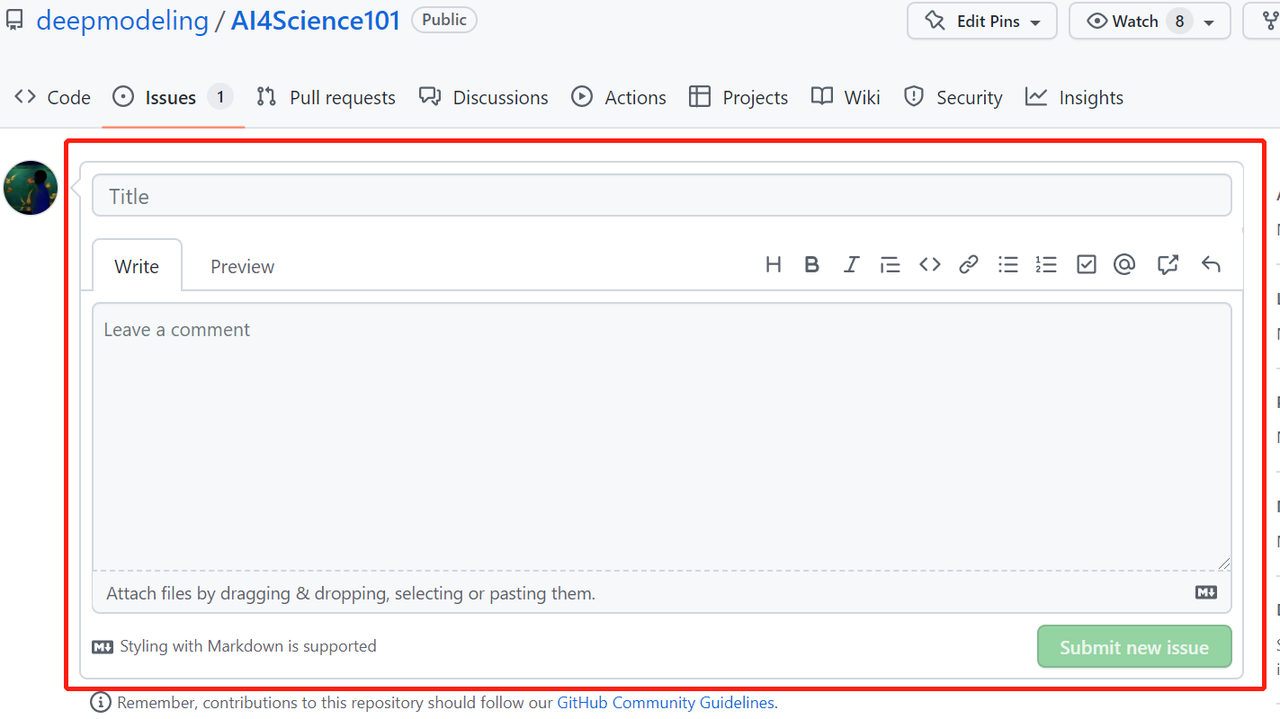 deepmodeling / AI4Science101 Public Edit Pins Watch 8
Code Issues 1 Pull requests Discussions Actions Projects Wiki Security Insights
Title
Write Preview
Leave a comment
Attach files by dragging & dropping, selecting or pasting them.
Styling with Markdown is supported Submit new issue
Remember, contributions to this repository should follow our GitHub Community Guidelines.